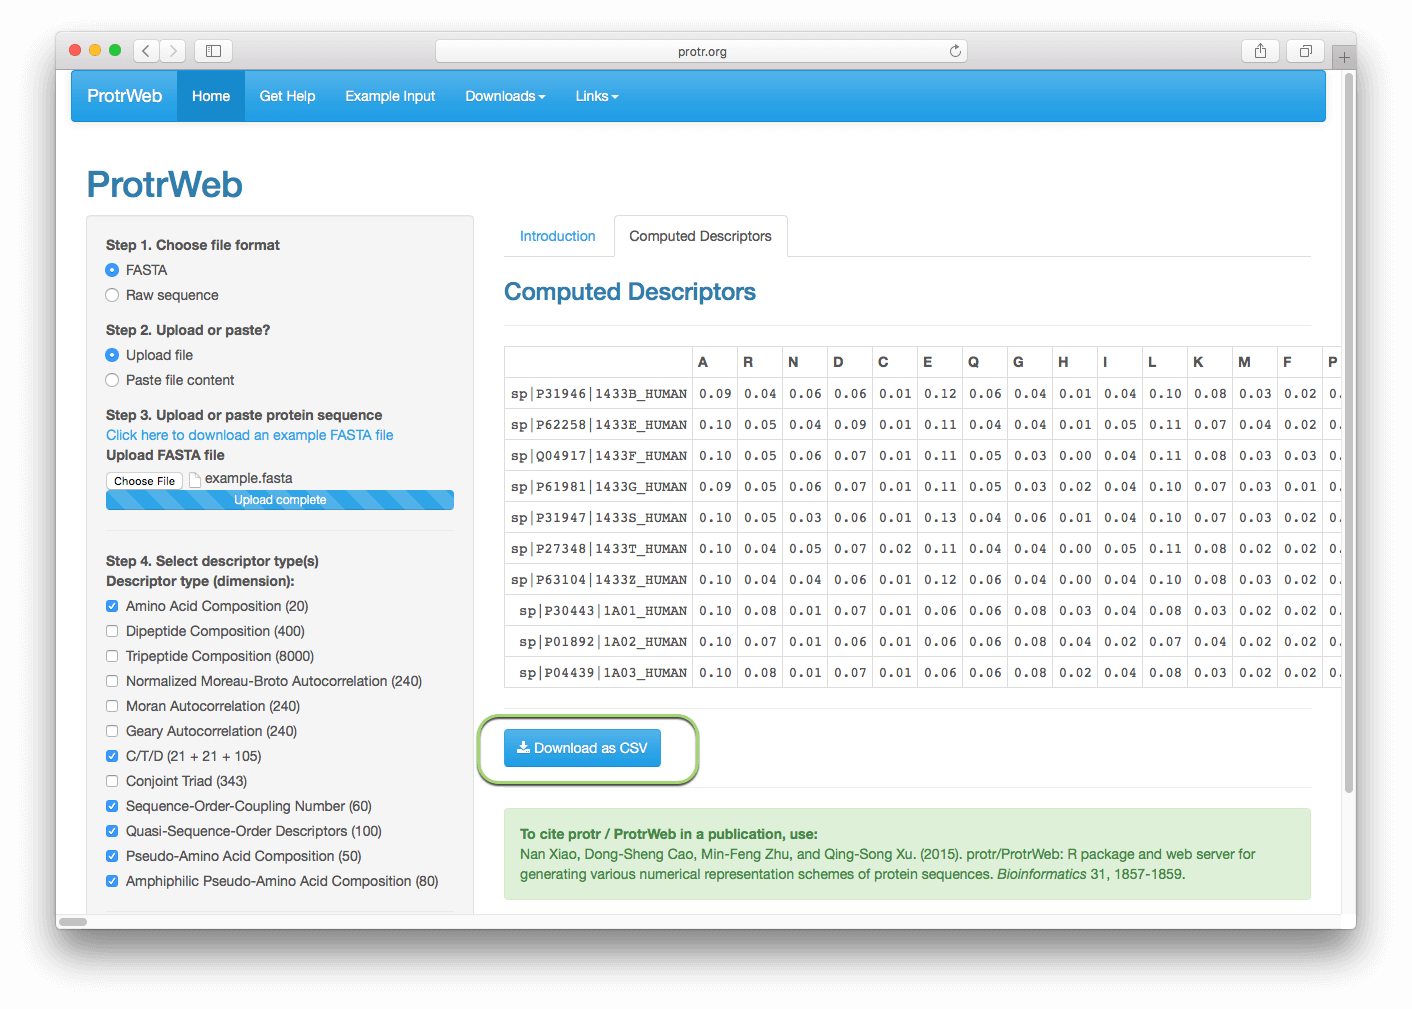 protr.org
ProtrWeb Home Get Help Example Input Downloads Links
ProtrWeb
Step 1. Choose file format
FASTA
Raw sequence
Step 2. Upload or paste?
Upload file
Paste file content
Step 3. Upload or paste protein sequence
Click here to download an example FASTA file
Upload FASTA file
Choose File example.fasta
Upload complete
Step 4. Select descriptor type(s)
Descriptor type (dimension):
Amino Acid Composition (20)
Dipeptide Composition (400)
Tripeptide Composition (8000)
Normalized Moreau-Broto Autocorrelation (240)
Moran Autocorrelation (240)
Geary Autocorrelation (240)
C/T/D (21 + 21 + 105)
Conjoint Triad (343)
Sequence-Order-Coupling Number (60)
Quasi-Sequence-Order Descriptors (100)
Pseudo-Amino Acid Composition (50)
Amphiphilic Pseudo-Amino Acid Composition (80)
Introduction Computed Descriptors
Computed Descriptors
A R N D C E Q G H I L K M F P
sp|P31946|1433B_HUMAN 0.09 0.04 0.06 0.06 0.01 0.12 0.06 0.04 0.01 0.04 0.10 0.08 0.03 0.02 0.
sp|P62258|1433E_HUMAN 0.10 0.05 0.04 0.09 0.01 0.11 0.04 0.04 0.01 0.05 0.11 0.07 0.04 0.02 0.
sp|Q04917|1433F_HUMAN 0.10 0.05 0.06 0.07 0.01 0.11 0.05 0.03 0.00 0.04 0.11 0.08 0.03 0.03 0.
sp|P61981|1433G_HUMAN 0.09 0.05 0.06 0.07 0.01 0.11 0.05 0.03 0.02 0.04 0.10 0.07 0.03 0.01 0.
sp|P31947|1433S_HUMAN 0.10 0.05 0.03 0.06 0.01 0.13 0.04 0.06 0.01 0.04 0.10 0.07 0.03 0.02 0.
sp|P27348|1433T_HUMAN 0.10 0.04 0.05 0.07 0.02 0.11 0.04 0.04 0.00 0.05 0.11 0.08 0.02 0.02 0.
sp|P63104|1433Z_HUMAN 0.10 0.04 0.04 0.06 0.01 0.12 0.06 0.04 0.00 0.04 0.10 0.08 0.03 0.02 0.
sp|P30443|1A01_HUMAN 0.10 0.08 0.01 0.07 0.01 0.06 0.06 0.08 0.03 0.04 0.08 0.03 0.02 0.02 0.
sp|P01892|1A02_HUMAN 0.10 0.07 0.01 0.06 0.01 0.06 0.06 0.08 0.04 0.02 0.07 0.04 0.02 0.02 0.
sp|P04439|1A03_HUMAN 0.10 0.08 0.01 0.07 0.01 0.06 0.06 0.08 0.02 0.04 0.08 0.03 0.02 0.02 0.
Download as CSV
To cite protr / ProtrWeb in a publication, use:
Nan Xiao, Dong-Sheng Cao, Min-Feng Zhu, and Qing-Song Xu. (2015). protr/ProtrWeb: R package and web server for
generating various numerical representation schemes of protein sequences. Bioinformatics 31, 1857-1859.